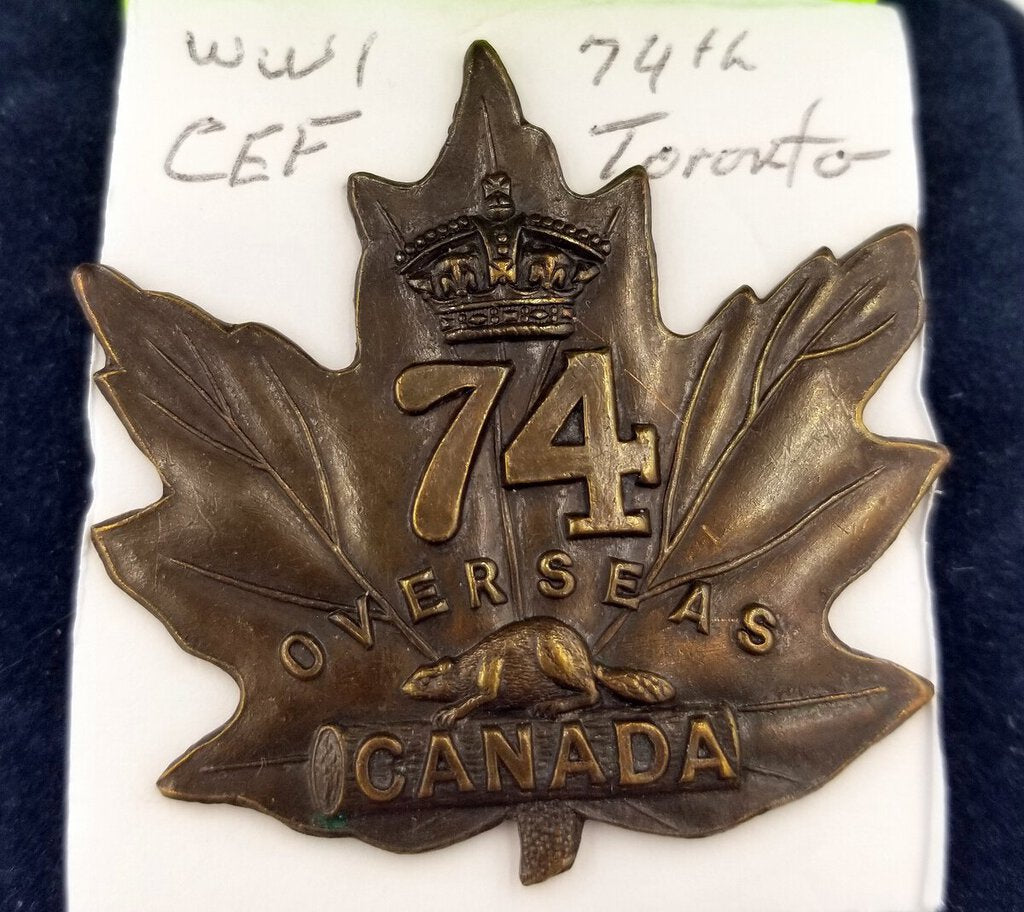 WW1 74th
CEF Toronto
74
OVERSEAS
CANADA